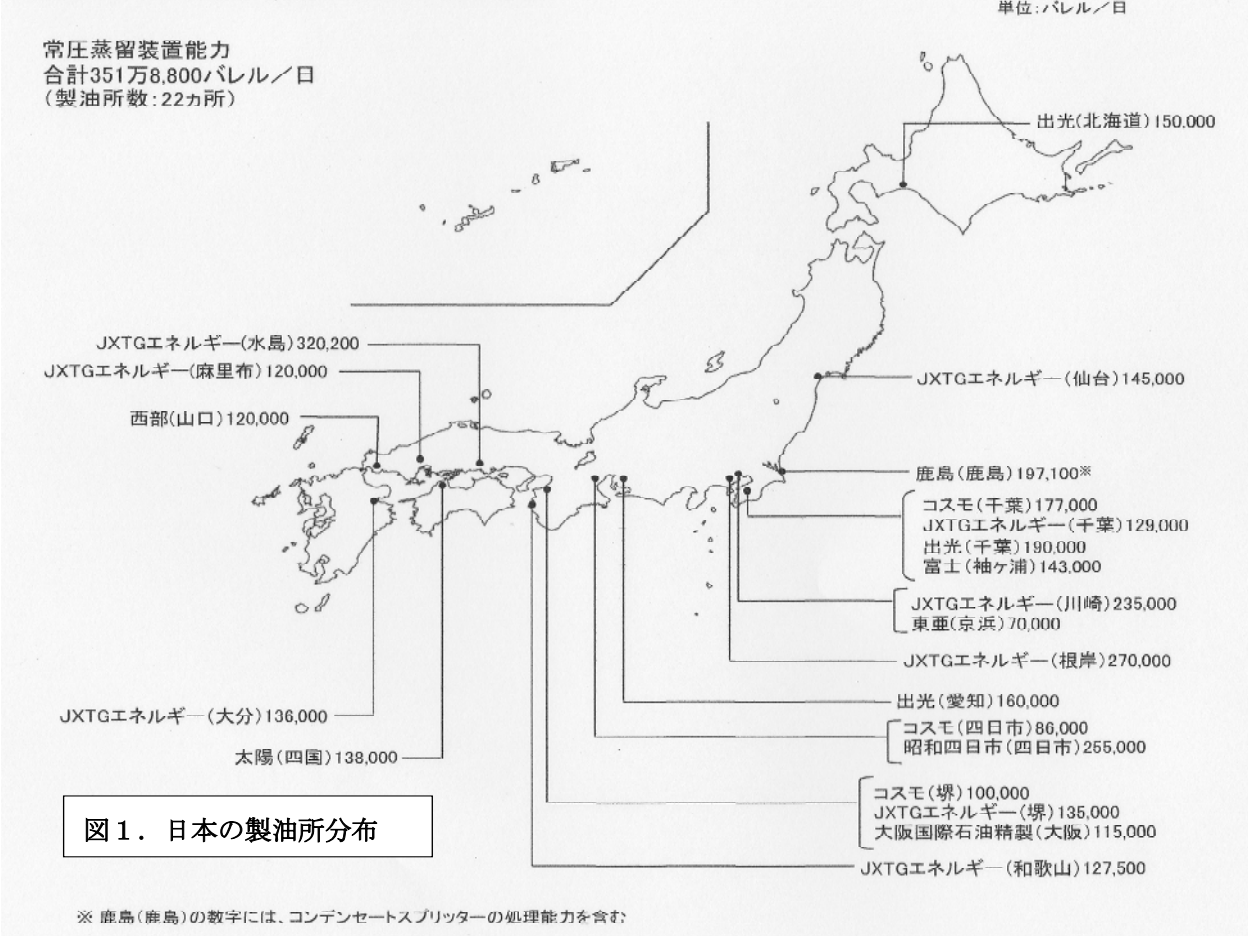 単位:バレル／日
常圧蒸留装置能力
合計351万8,800バレル／日
（製油所数:22ヵ所）
出光(北海道)150,000
JXTGエネルギー(水島)320,200
JXTGエネルギー(麻里布)120,000
西部(山口)120,000
JXTGエネルギー(仙台)145,000
鹿島(鹿島)197,100※
コスモ(千葉)177,000
JXTGエネルギー(千葉)129,000
出光(千葉)190,000
富士(袖ヶ浦)143,000
JXTGエネルギー(川崎)235,000
東亜(京浜)70,000
JXTGエネルギー(根岸)270,000
出光(愛知)160,000
コスモ(四日市)86,000
昭和四日市(四日市)255,000
JXTGエネルギー(大分)136,000
太陽(四国)138,000
コスモ(堺)100,000
JXTGエネルギー(堺)135,000
大阪国際石油精製(大阪)115,000
JXTGエネルギー(和歌山)127,500
図１．日本の製油所分布
※ 鹿島(鹿島)の数字には、コンデンセートスプリッターの処理能力を含む